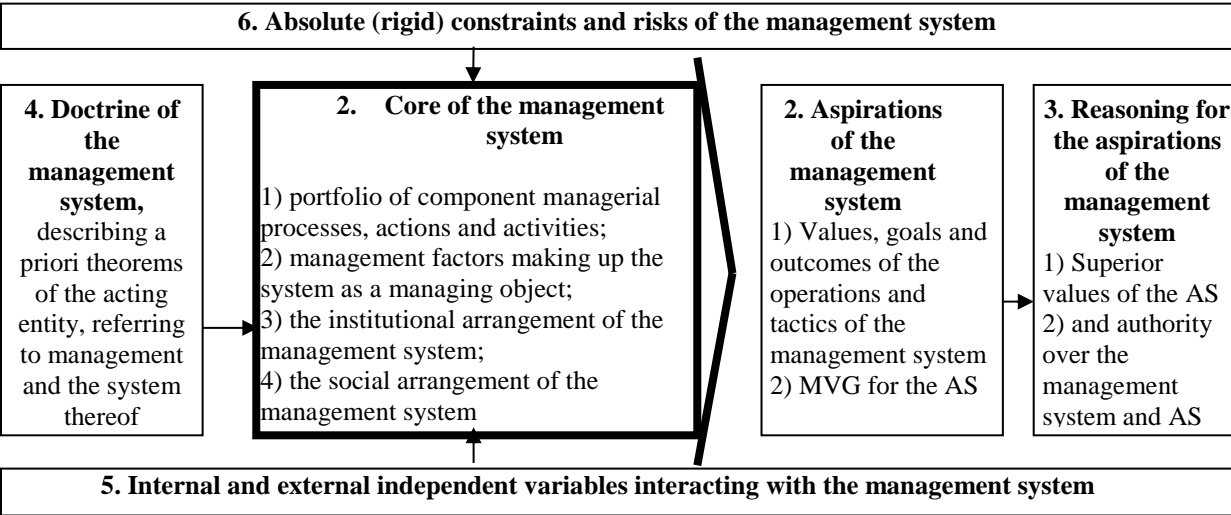 6. Absolute (rigid) constraints and risks of the management system
4. Doctrine of
the
management
system,
describing a
priori theorems
of the acting
entity, referring
to management
and the system
thereof
2. Core of the management
system
1) portfolio of component managerial
processes, actions and activities;
2) management factors making up the
system as a managing object;
3) the institutional arrangement of the
management system;
4) the social arrangement of the
management system
2. Aspirations
of the
management
system
1) Values, goals and
outcomes of the
operations and
tactics of the
management system
2) MVG for the AS
3. Reasoning for
the aspirations
of the
management
system
1) Superior
values of the AS
2) and authority
over the
management
system and AS
5. Internal and external independent variables interacting with the management system